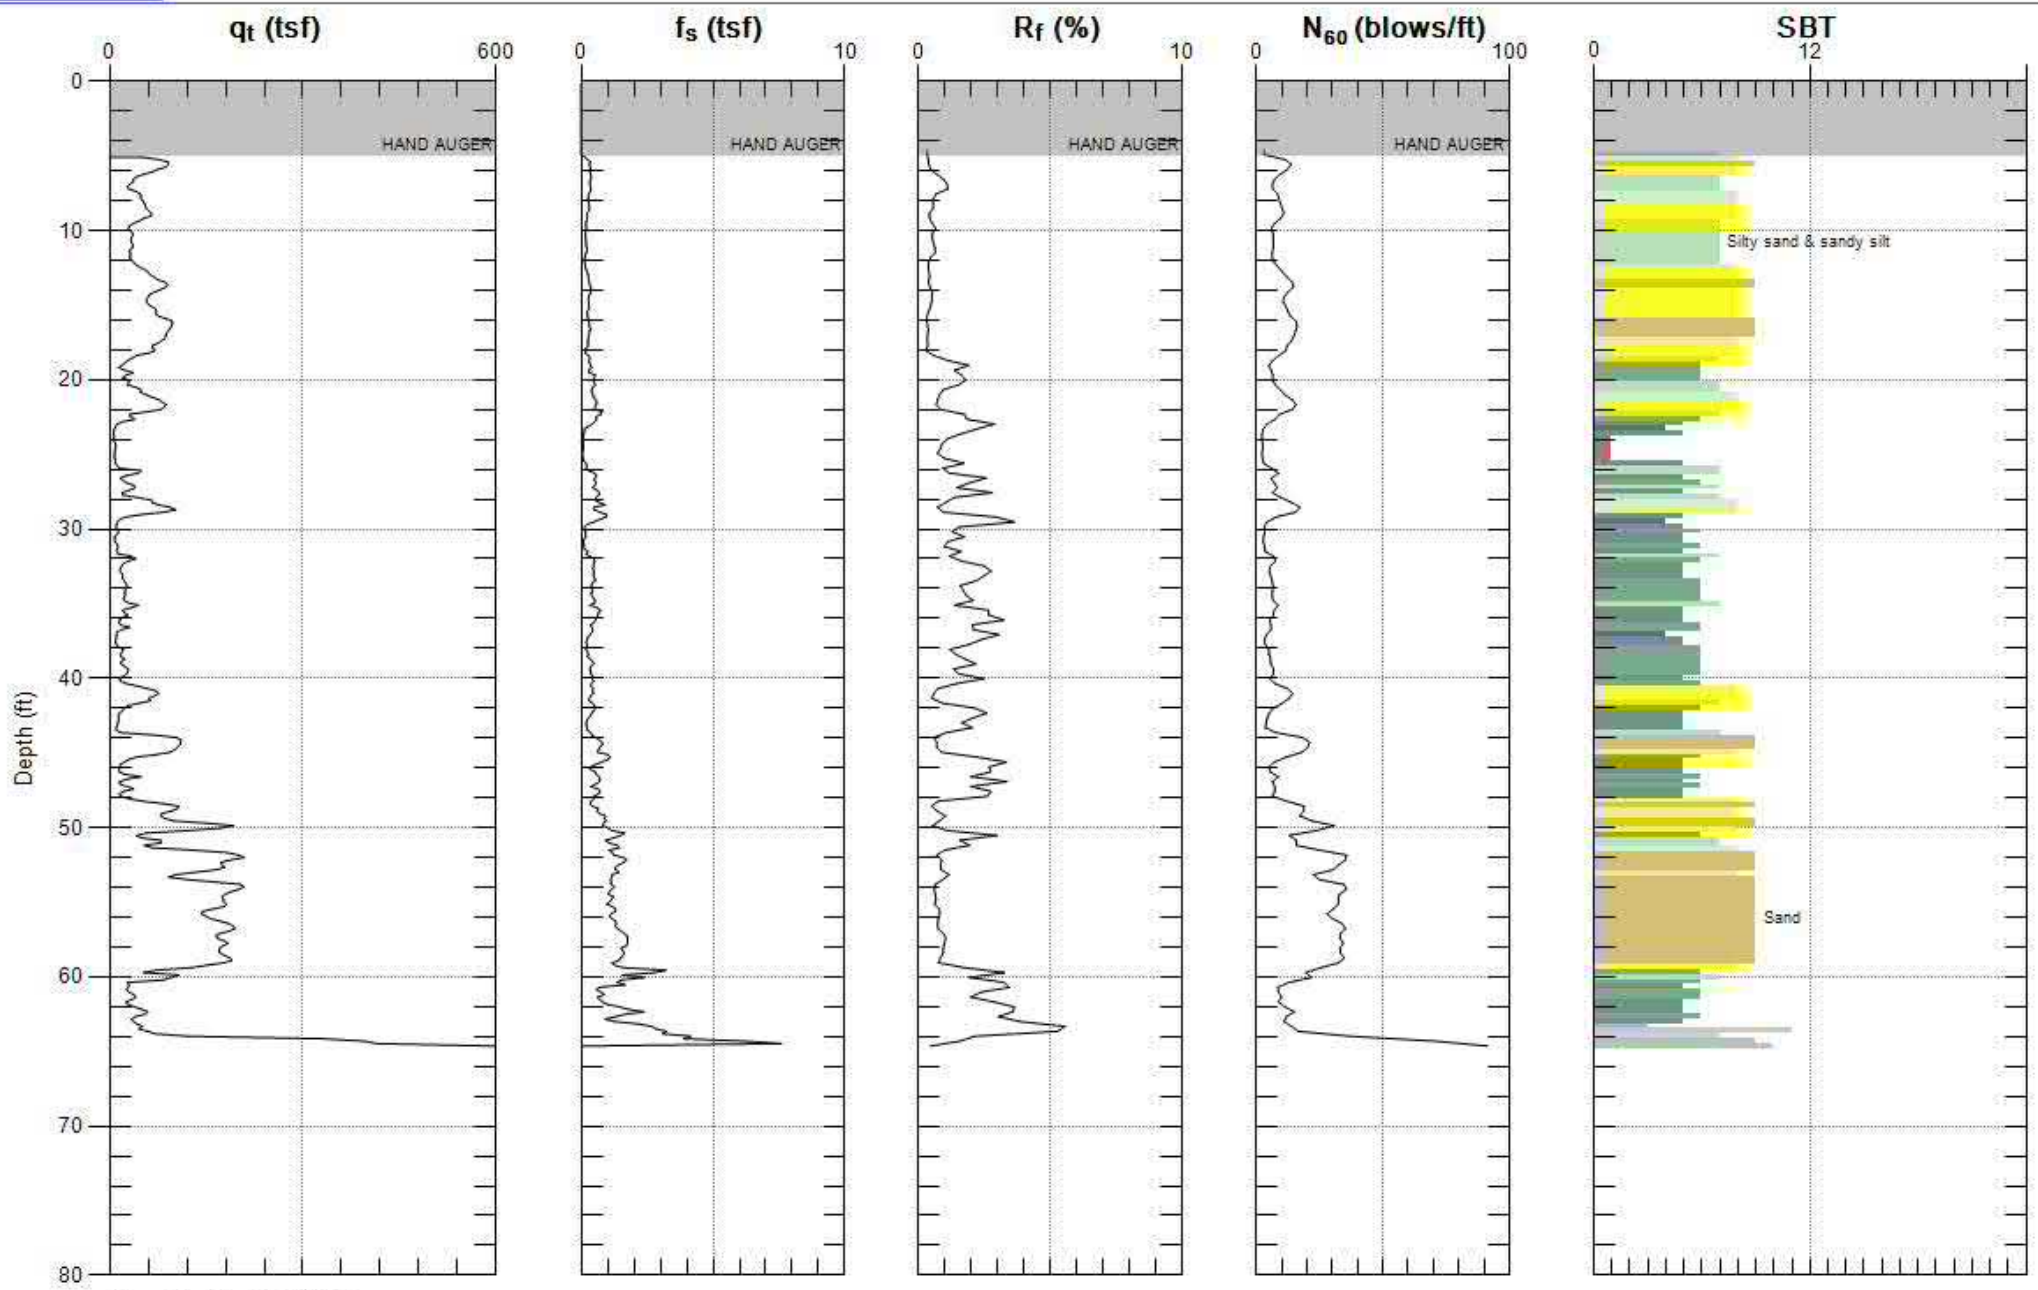 qt (tsf) fs (tsf) Rf (%) N60 (blows/ft) SBT
0 600 0 10 0 10 0 100 0 12
0
HAND AUGER HAND AUGER HAND AUGER HAND AUGER
10
Silty sand & sandy silt
20
30
40
Depth (ft)
50
Sand
60
70
80